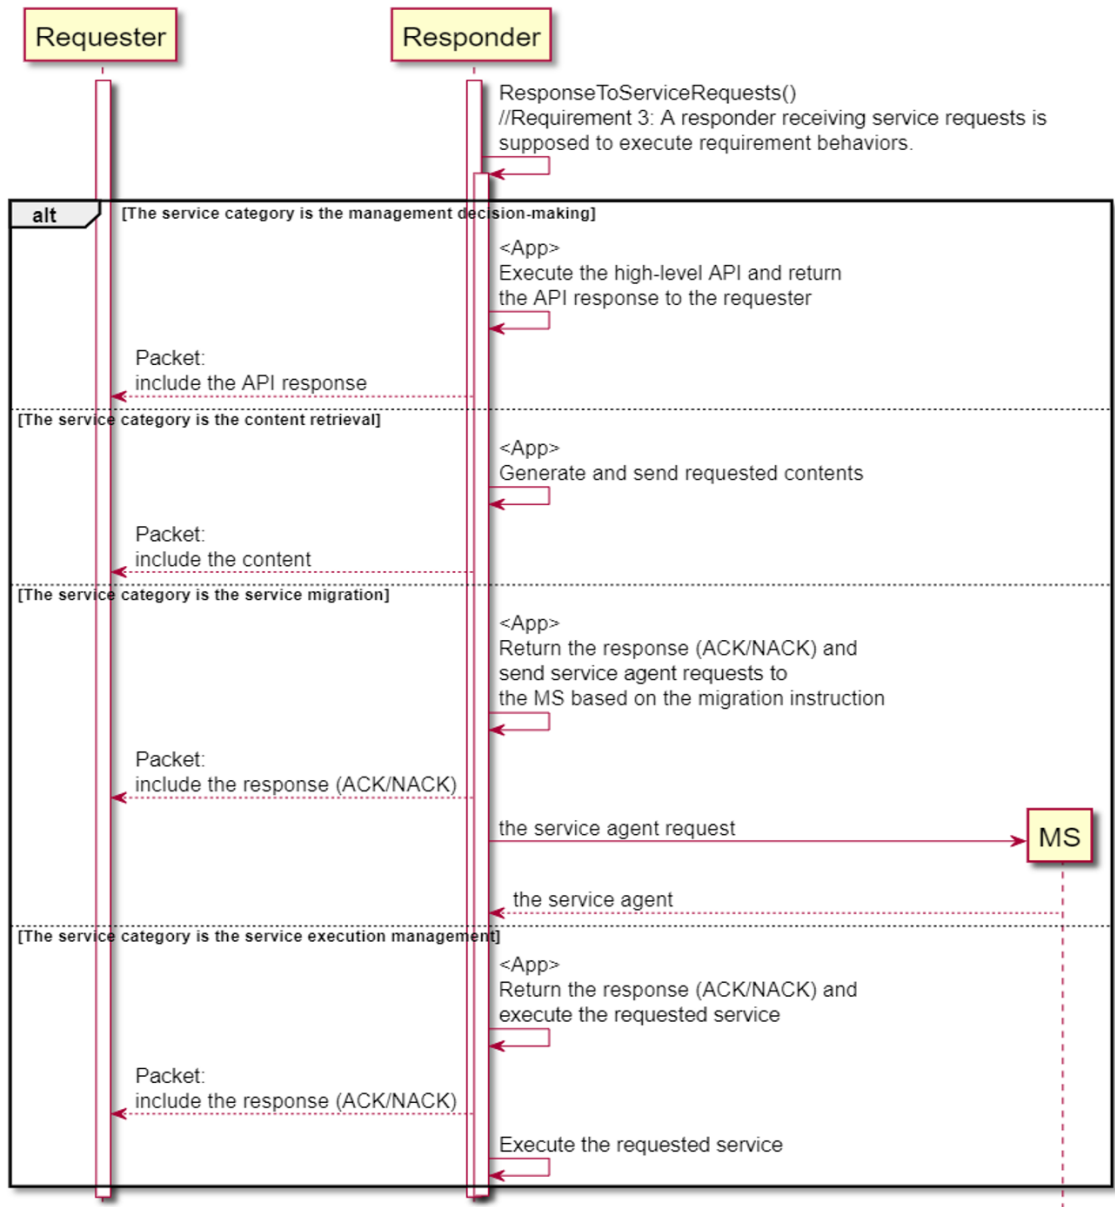 Requester
Responder
ResponseToServiceRequests()
//Requirement 3: A responder receiving service requests is
supposed to execute requirement behaviors.
alt
[The service category is the management decision-making]
<App>
Execute the high-level API and return
the API response to the requester
Packet:
include the API response
[The service category is the content retrieval]
<App>
Generate and send requested contents
Packet:
include the content
[The service category is the service migration]
<App>
Return the response (ACK/NACK) and
send service agent requests to
the MS based on the migration instruction
Packet:
include the response (ACK/NACK)
the service agent request
MS
the service agent
[The service category is the service execution management]
<App>
Return the response (ACK/NACK) and
execute the requested service
Packet:
include the response (ACK/NACK)
Execute the requested service